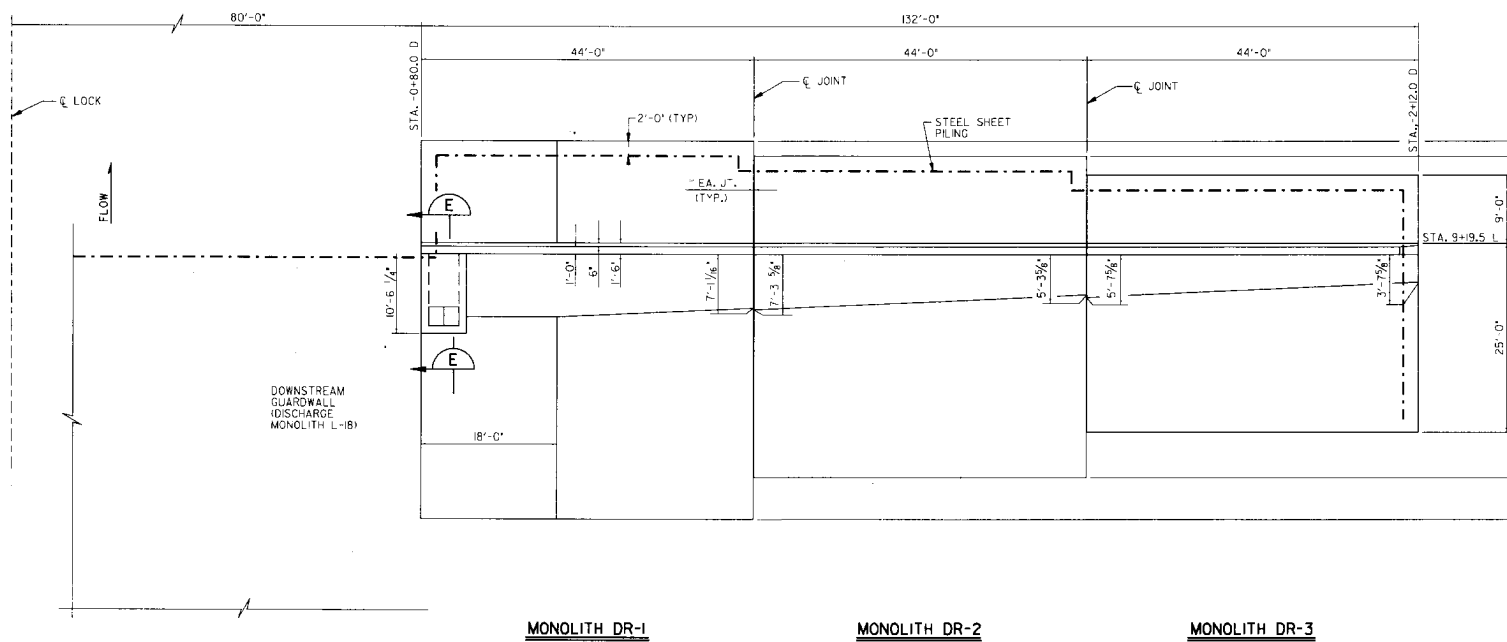 80'-0"
132'-0"
44'-0"
44'-0"
44'-0"
STA. -0+80.0 D
STA. -2+12.0 D
℄ LOCK
℄ JOINT
℄ JOINT
2'-0" (TYP)
STEEL SHEET
PILING
EA. JT.
(TYP.)
FLOW
E
9'-0"
STA. 9+19.5 L
10'-6 1/4"
1'-0"
6"
1'-6"
7'-1 1/16"
7'-3 5/8"
5'-3 5/8"
5'-7 5/8"
3'-7 5/8"
25'-0"
E
DOWNSTREAM
GUARDWALL
(DISCHARGE
MONOLITH L-18)
18'-0"
MONOLITH DR-1
MONOLITH DR-2
MONOLITH DR-3